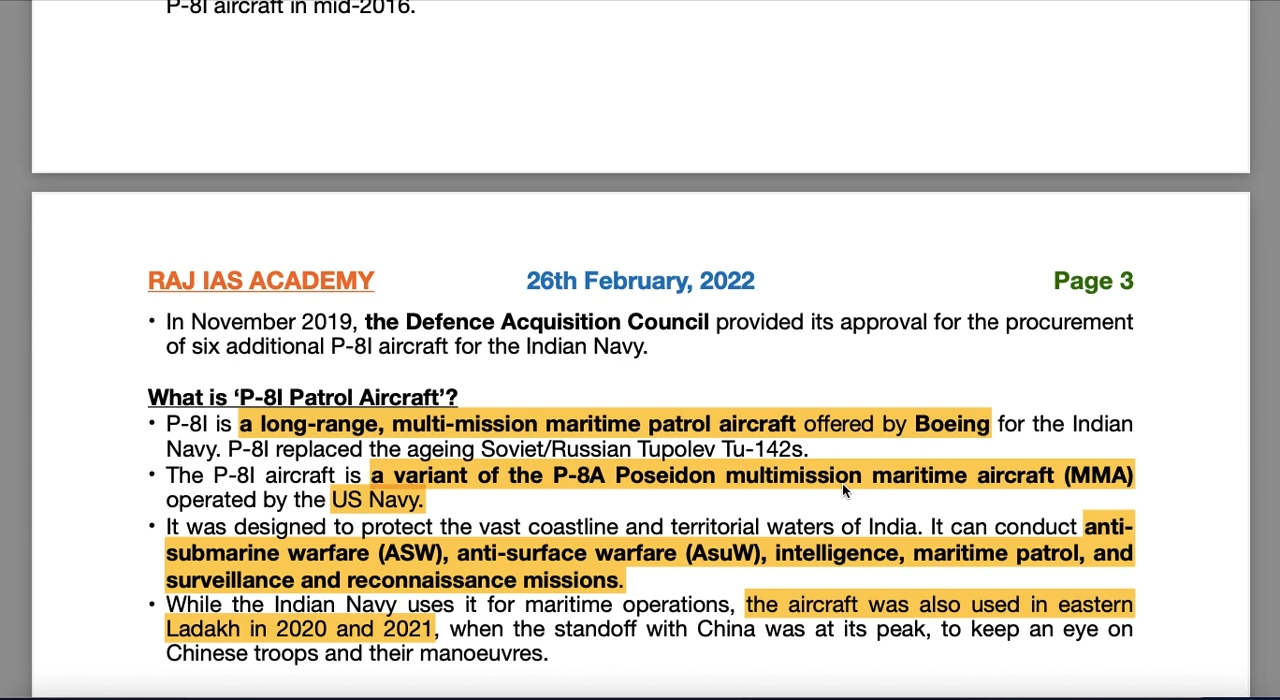 P-8I aircraft in mid-2016.
RAJ IAS ACADEMY 26th February, 2022 Page 3
• In November 2019, the Defence Acquisition Council provided its approval for the procurement
of six additional P-8I aircraft for the Indian Navy.
What is ‘P-8I Patrol Aircraft’?
• P-8I is a long-range, multi-mission maritime patrol aircraft offered by Boeing for the Indian
Navy. P-8I replaced the ageing Soviet/Russian Tupolev Tu-142s.
• The P-8I aircraft is a variant of the P-8A Poseidon multimission maritime aircraft (MMA)
operated by the US Navy.
• It was designed to protect the vast coastline and territorial waters of India. It can conduct anti-
submarine warfare (ASW), anti-surface warfare (AsuW), intelligence, maritime patrol, and
surveillance and reconnaissance missions.
• While the Indian Navy uses it for maritime operations, the aircraft was also used in eastern
Ladakh in 2020 and 2021, when the standoff with China was at its peak, to keep an eye on
Chinese troops and their manoeuvres.